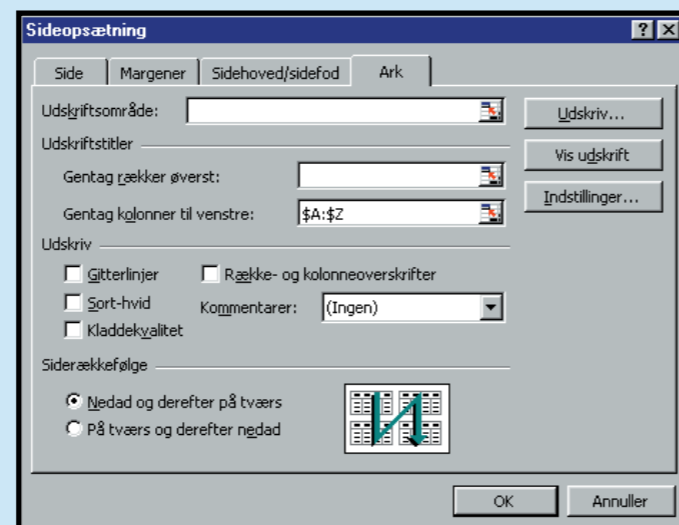 Sideopsætning
Side Margener Sidehoved/sidefod Ark
Udskriftsområde:
Udskriv...
Udskriftstitler
Vis udskrift
Gentag rækker øverst:
Indstillinger...
Gentag kolonner til venstre: $A:$Z
Udskriv
Gitterlinjer Række- og kolonneoverskrifter
Sort-hvid Kommentarer: (Ingen)
Kladdekvalitet
Siderækkefølge
Nedad og derefter på tværs
På tværs og derefter nedad
OK Annuller